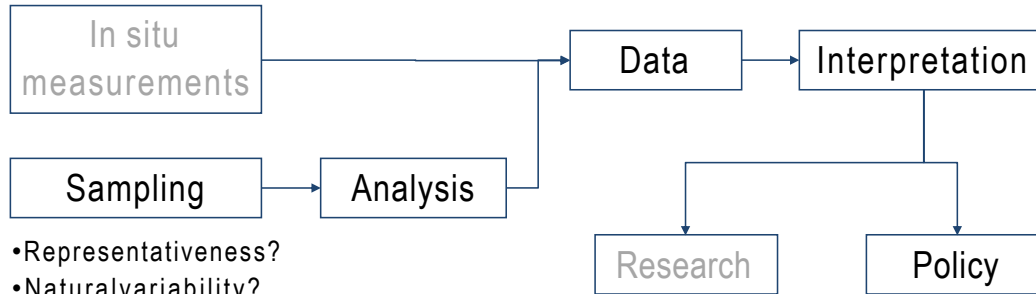 In situ
measurements
Data
Interpretation
Sampling
Analysis
•Representativeness?
•Naturalvariability?
Research
Policy